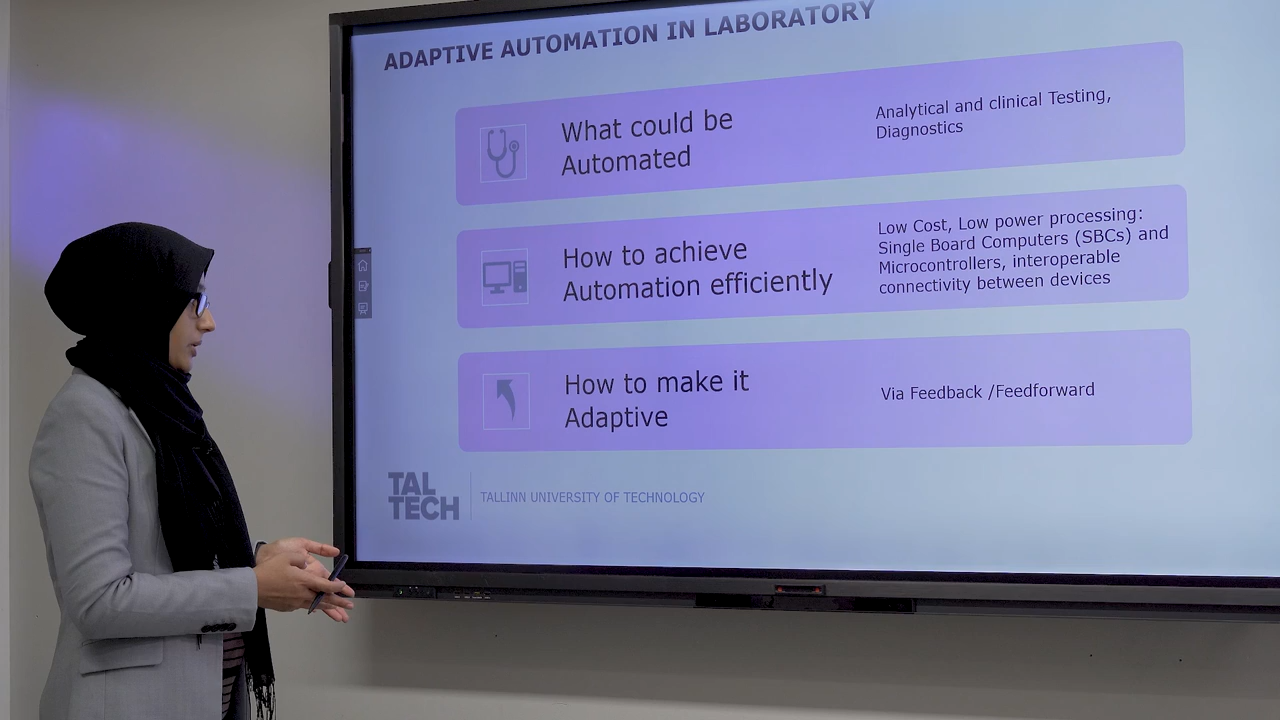 ADAPTIVE AUTOMATION IN LABORATORY
What could be
Automated
Analytical and clinical Testing,
Diagnostics
How to achieve
Automation efficiently
Low Cost, Low power processing:
Single Board Computers (SBCs) and
Microcontrollers, interoperable
connectivity between devices
How to make it
Adaptive
Via Feedback /Feedforward
TAL
TECH
TALLINN UNIVERSITY OF TECHNOLOGY